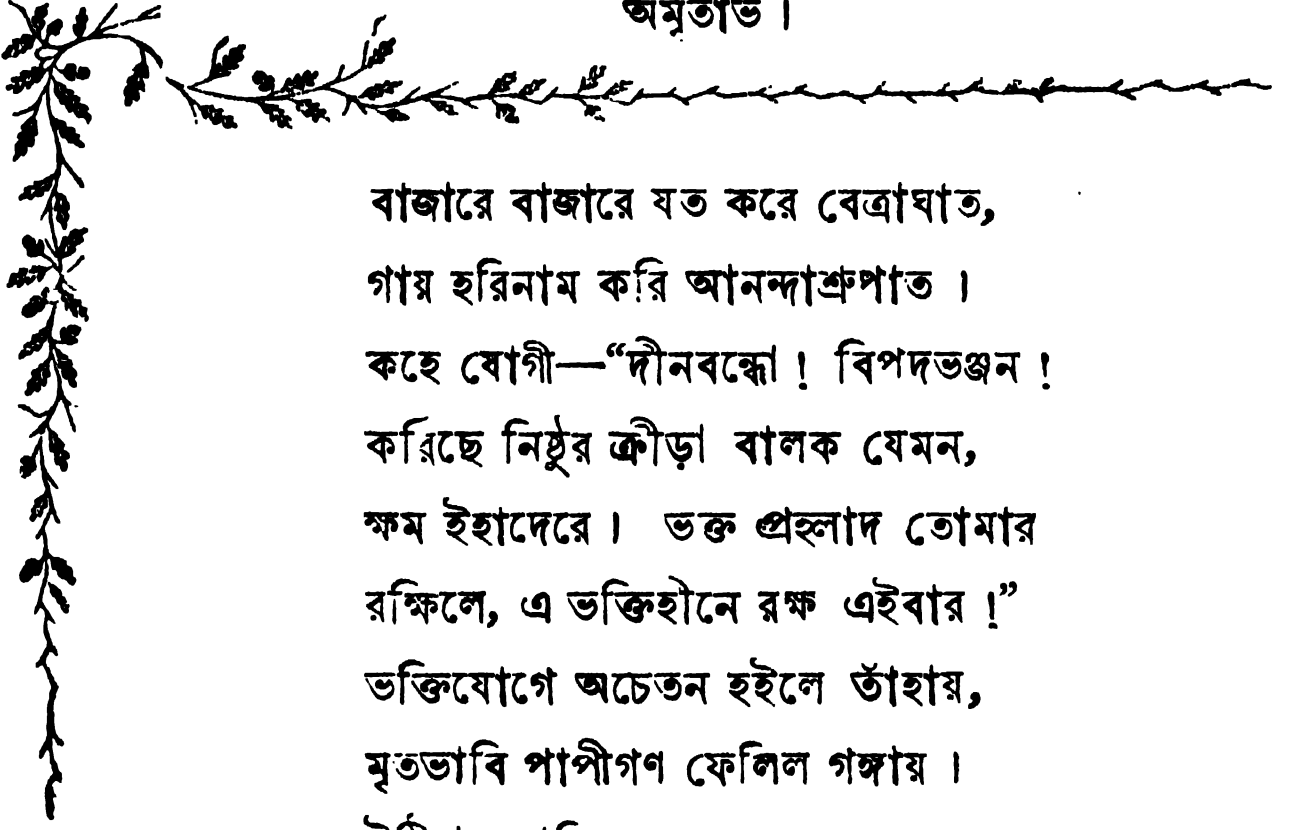 অমৃতাভ ।
বাজারে বাজারে যত করে বেত্রাঘাত,
গায় হরিনাম করি আনন্দাশ্রুপাত ।
কহে যোগী—“দীনবন্ধো ! বিপদভঞ্জন !
করিছে নিষ্ঠুর ক্রীড়া বালক যেমন,
ক্ষম ইহাদেরে । ভক্ত প্রহ্লাদ তোমার
রক্ষিলে, এ ভক্তিহীনে রক্ষ এইবার !”
ভক্তিযোগে অচেতন হইলে তাঁহায়,
মৃতভাবি পাপীগণ ফেলিল গঙ্গায় ।